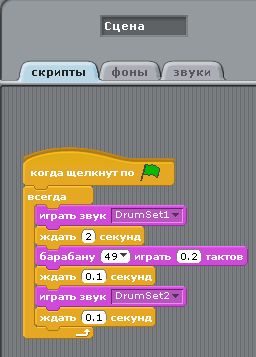 Сцена
скрипты фоны звуки
когда щелкнут по
всегда
играть звук DrumSet1
ждать 2 секунд
барабану 49 играть 0.2 тактов
ждать 0.1 секунд
играть звук DrumSet2
ждать 0.1 секунд